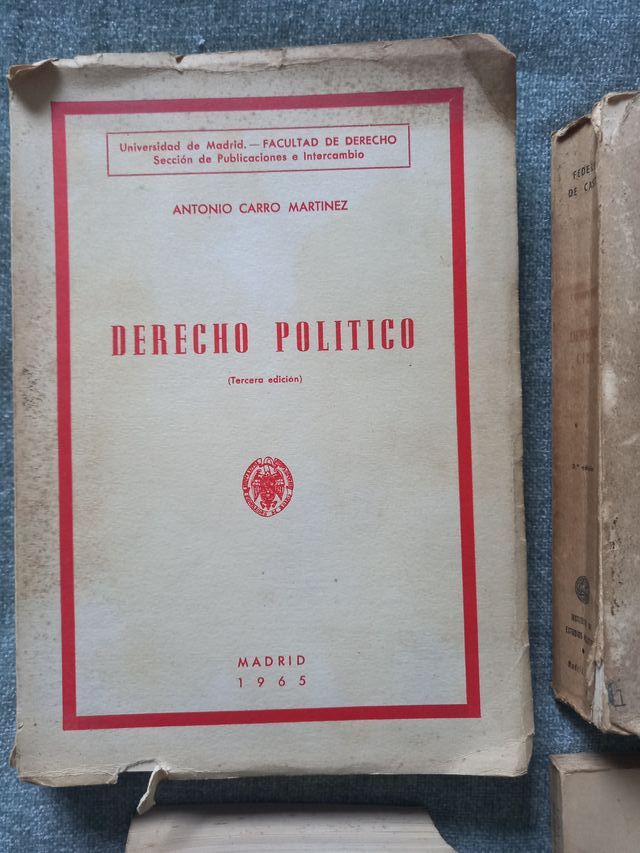 Universidad de Madrid. — FACULTAD DE DERECHO
Sección de Publicaciones e Intercambio
ANTONIO CARRO MARTINEZ
DERECHO POLITICO
(Tercera edición)
MADRID
1965
DE